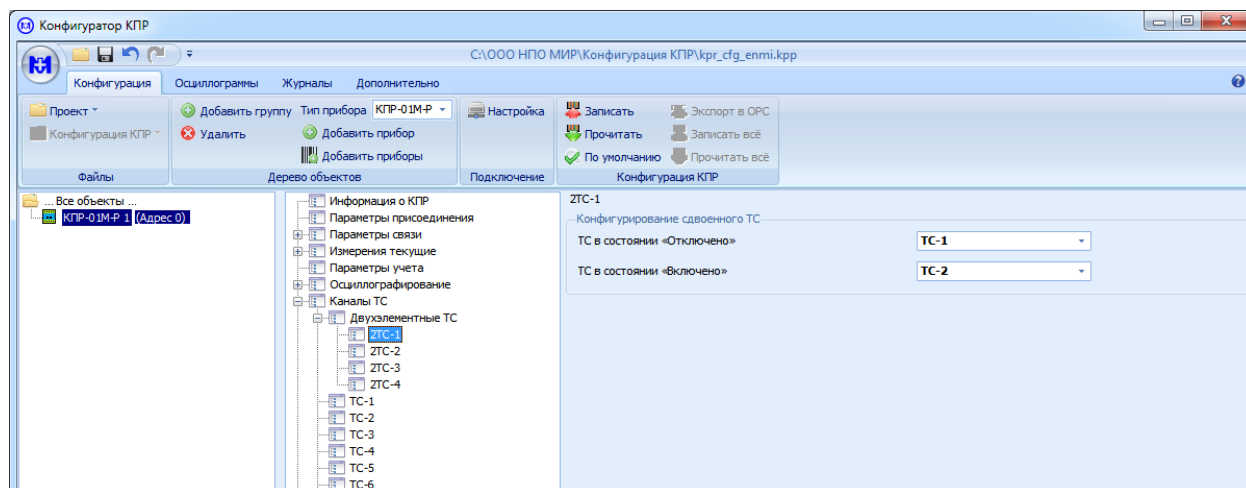 Конфигуратор КПР
C:\ООО НПО МИР\Конфигурация КПР\kpr_cfg_enmi.kpp
Конфигурация Осциллограммы Журналы Дополнительно
Проект Добавить группу Тип прибора КПР-01М-Р Настройка Записать Экспорт в OPC
Конфигурация КПР Удалить Добавить прибор Прочитать Записать всё
Добавить приборы По умолчанию Прочитать всё
Файлы Дерево объектов Подключение Конфигурация КПР
... Все объекты ...
КПР-01М-Р 1 (Адрес 0)
Информация о КПР
Параметры присоединения
Параметры связи
Измерения текущие
Параметры учета
Осциллографирование
Каналы ТС
Двухэлементные ТС
2ТС-1
2ТС-2
2ТС-3
2ТС-4
ТС-1
ТС-2
ТС-3
ТС-4
ТС-5
ТС-6
2ТС-1
Конфигурирование сдвоенного ТС
ТС в состоянии «Отключено» ТС-1
ТС в состоянии «Включено» ТС-2